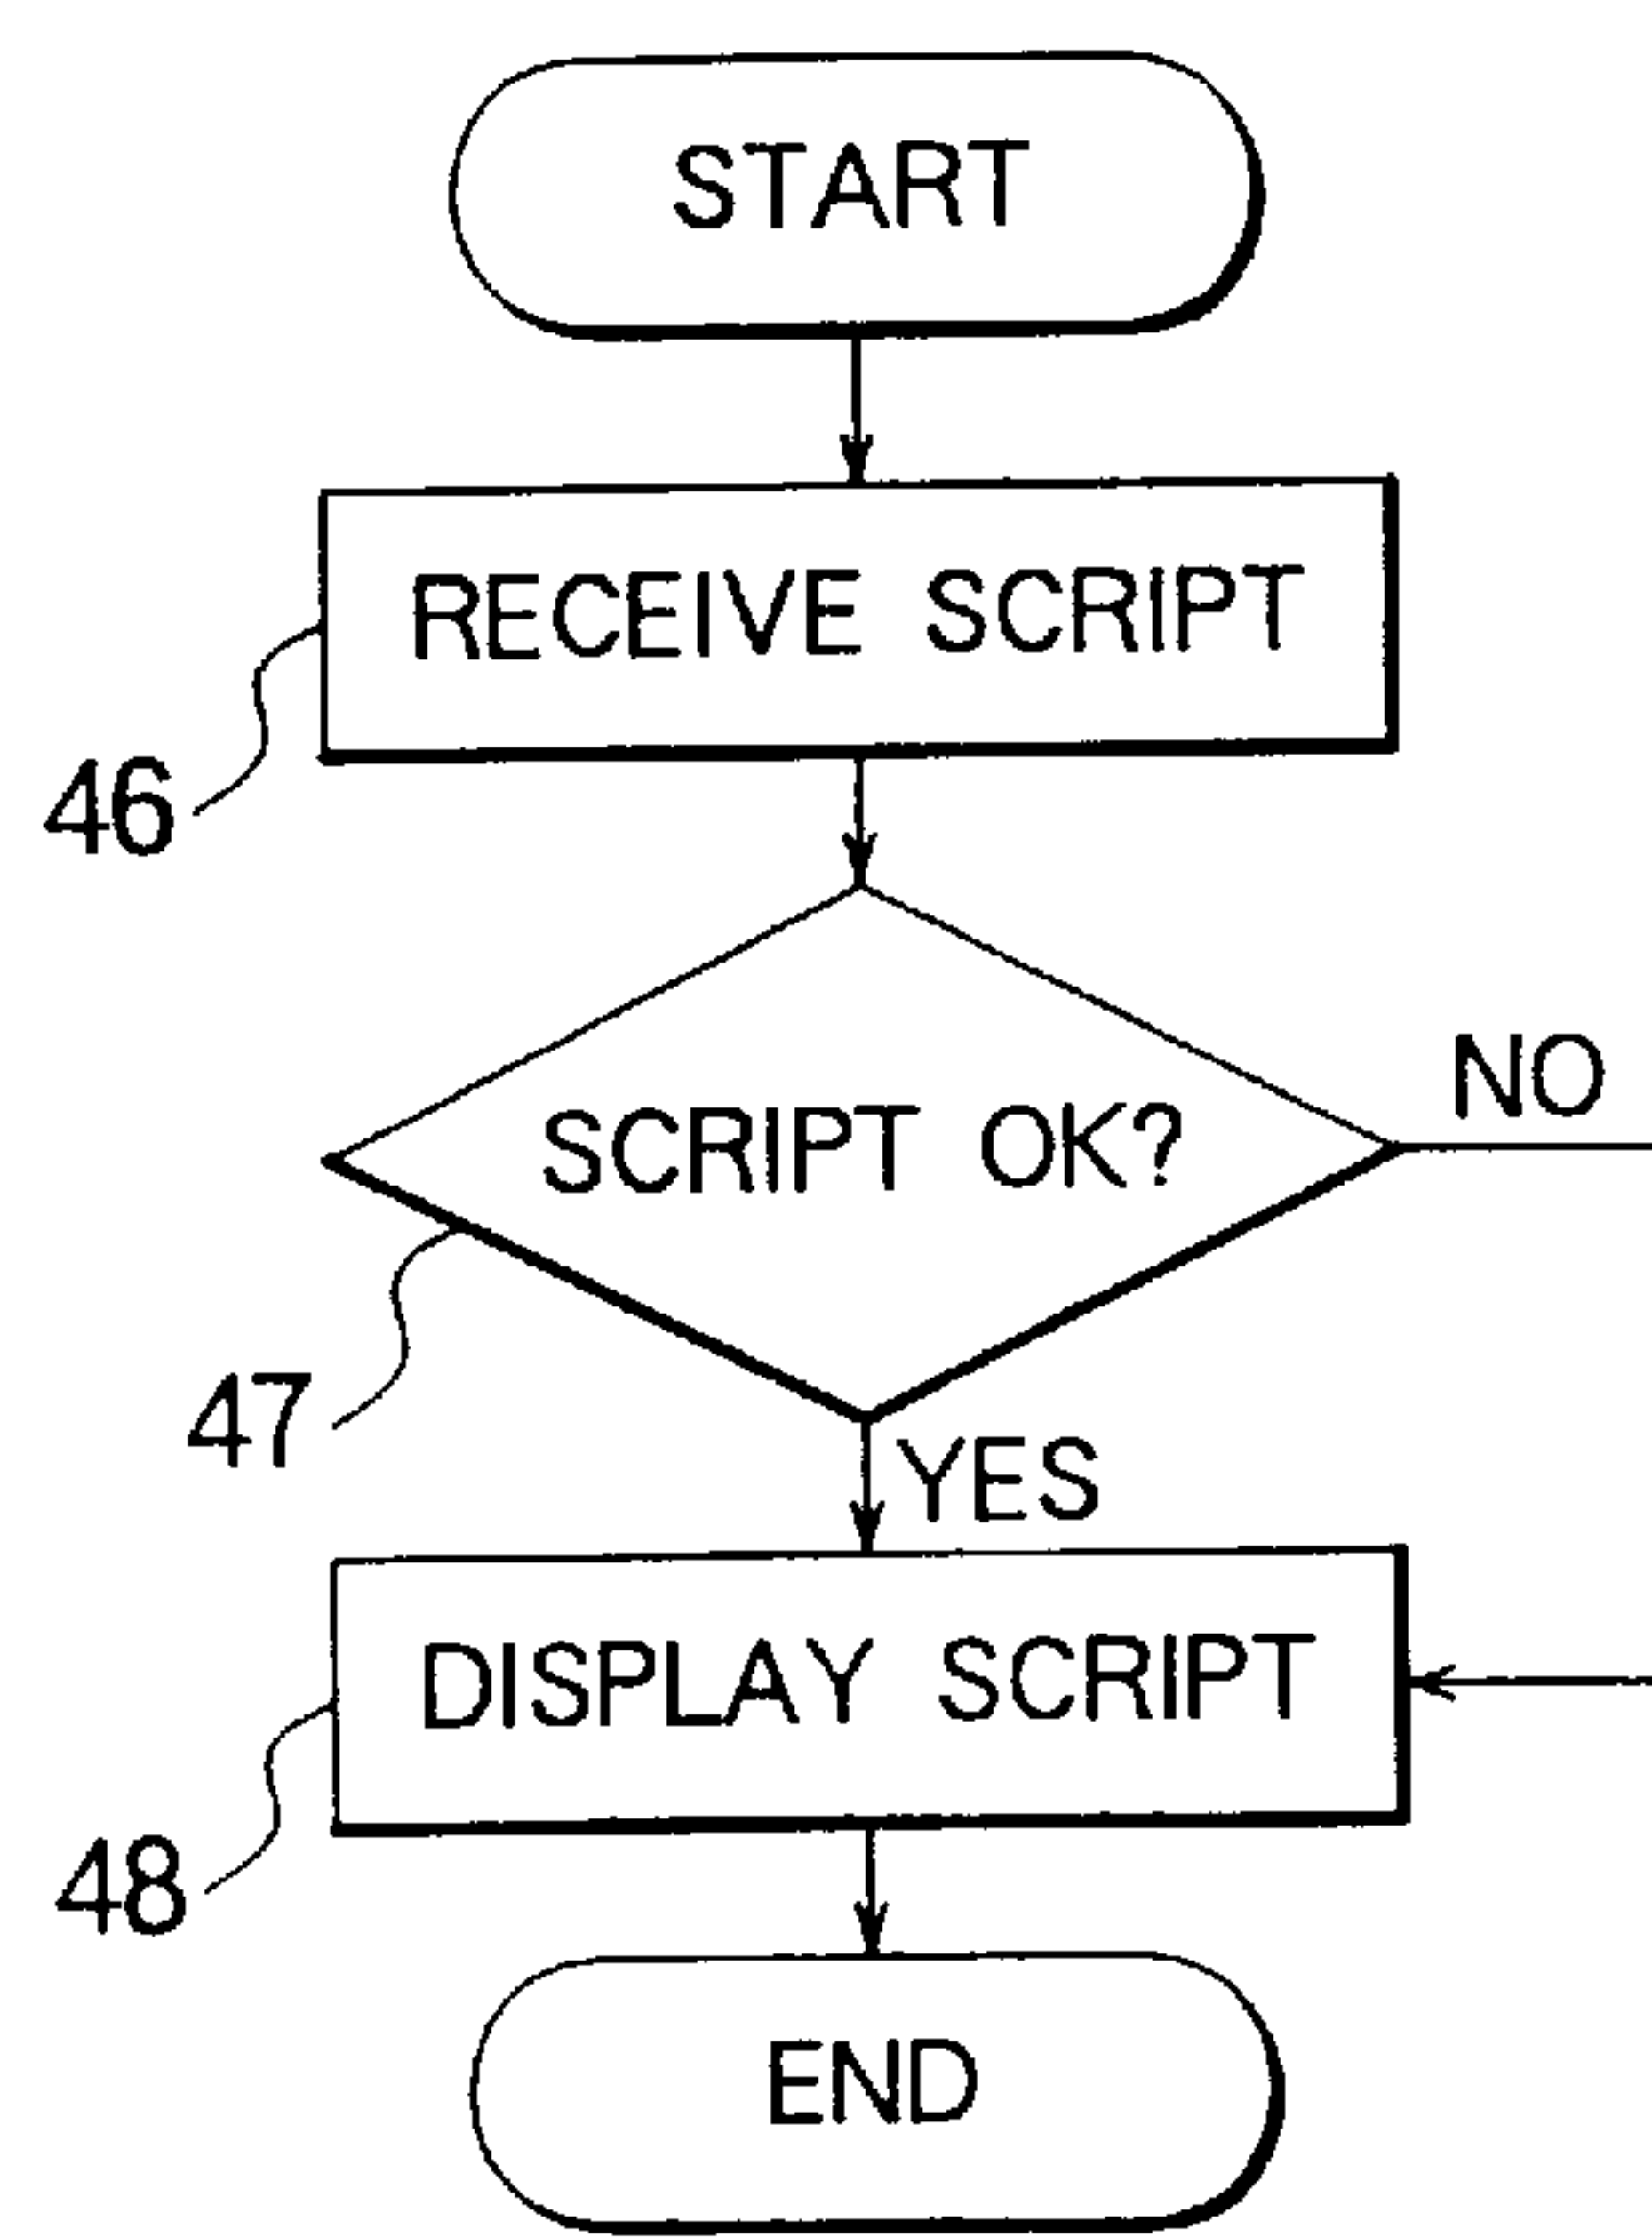 START
RECEIVE SCRIPT
46
NO
SCRIPT OK?
47
YES
DISPLAY SCRIPT
48
END